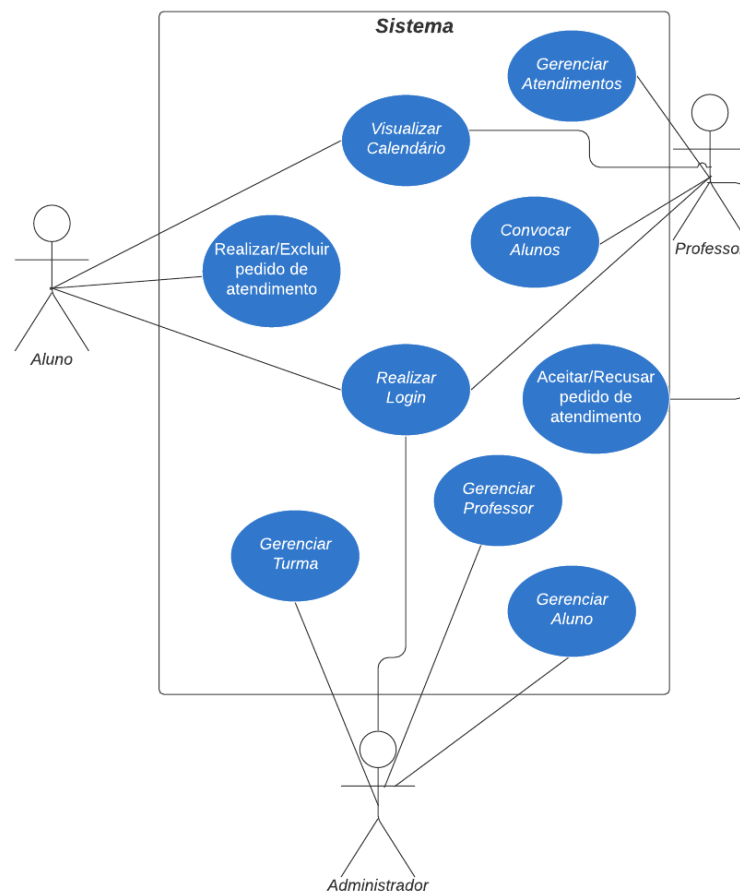 Sistema
Gerenciar
Atendimentos
Visualizar
Calendário
Convocar
Alunos
Professor
Realizar/Excluir
pedido de
atendimento
Aluno
Realizar
Login
Aceitar/Recusar
pedido de
atendimento
Gerenciar
Professor
Gerenciar
Turma
Gerenciar
Aluno
Administrador